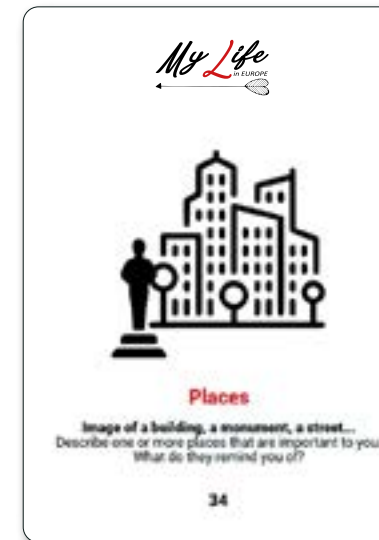 My Life
in EUROPE
Places
Image of a building, a monument, a street...
Describe one or more places that are important to you.
What do they remind you of?
34